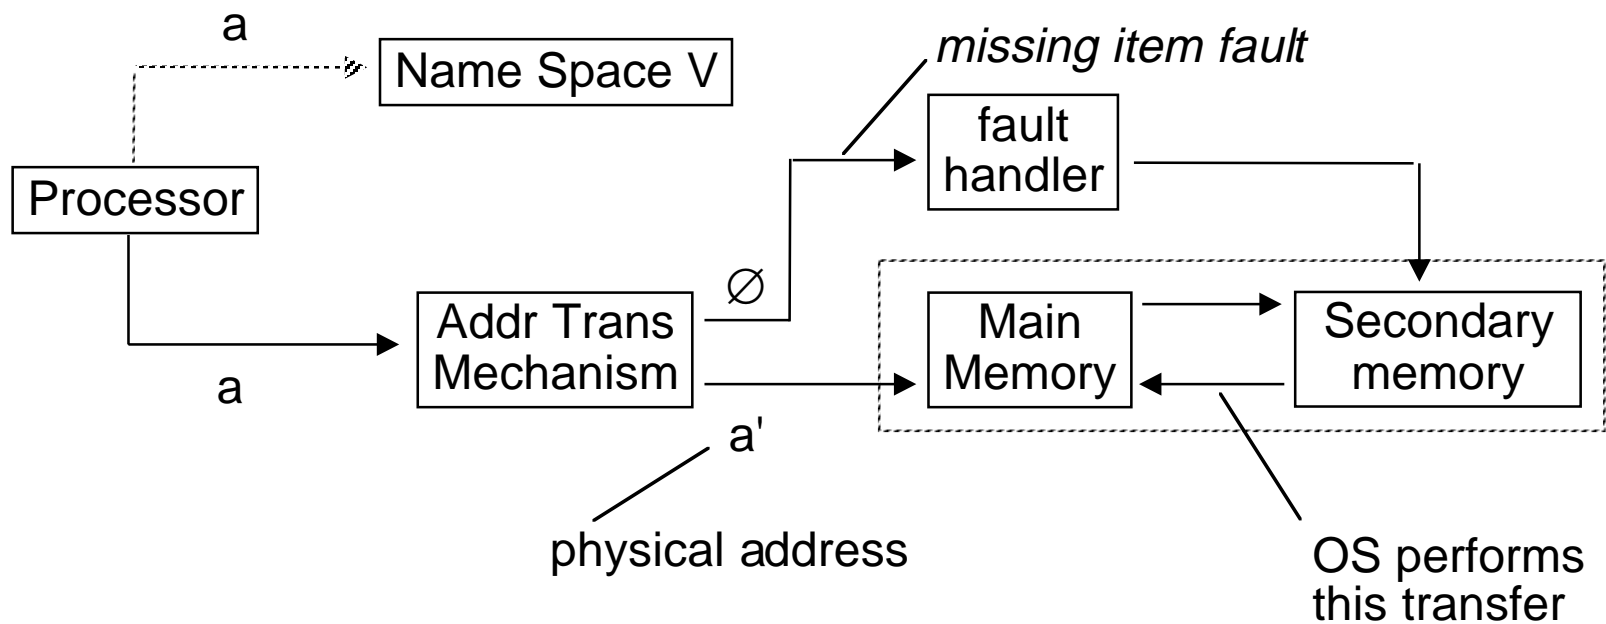 a
Name Space V
missing item fault
fault
handler
Processor
∅
Addr Trans
Mechanism
Main
Memory
Secondary
memory
a
a'
physical address
OS performs
this transfer